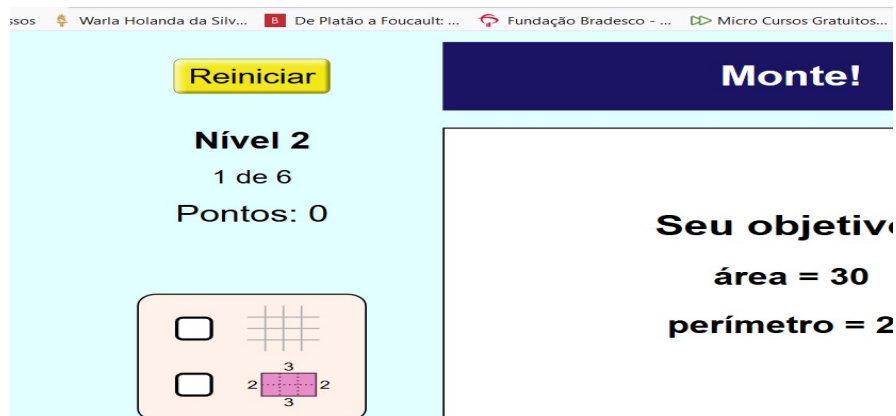 ssos Warla Holanda da Silv... B De Platão a Foucault: ... Fundação Bradesco - ... Micro Cursos Gratuitos...
Reiniciar
Monte!
Nível 2
1 de 6
Pontos: 0
Seu objetivo
área = 30
perímetro = 2
3
2 2
3